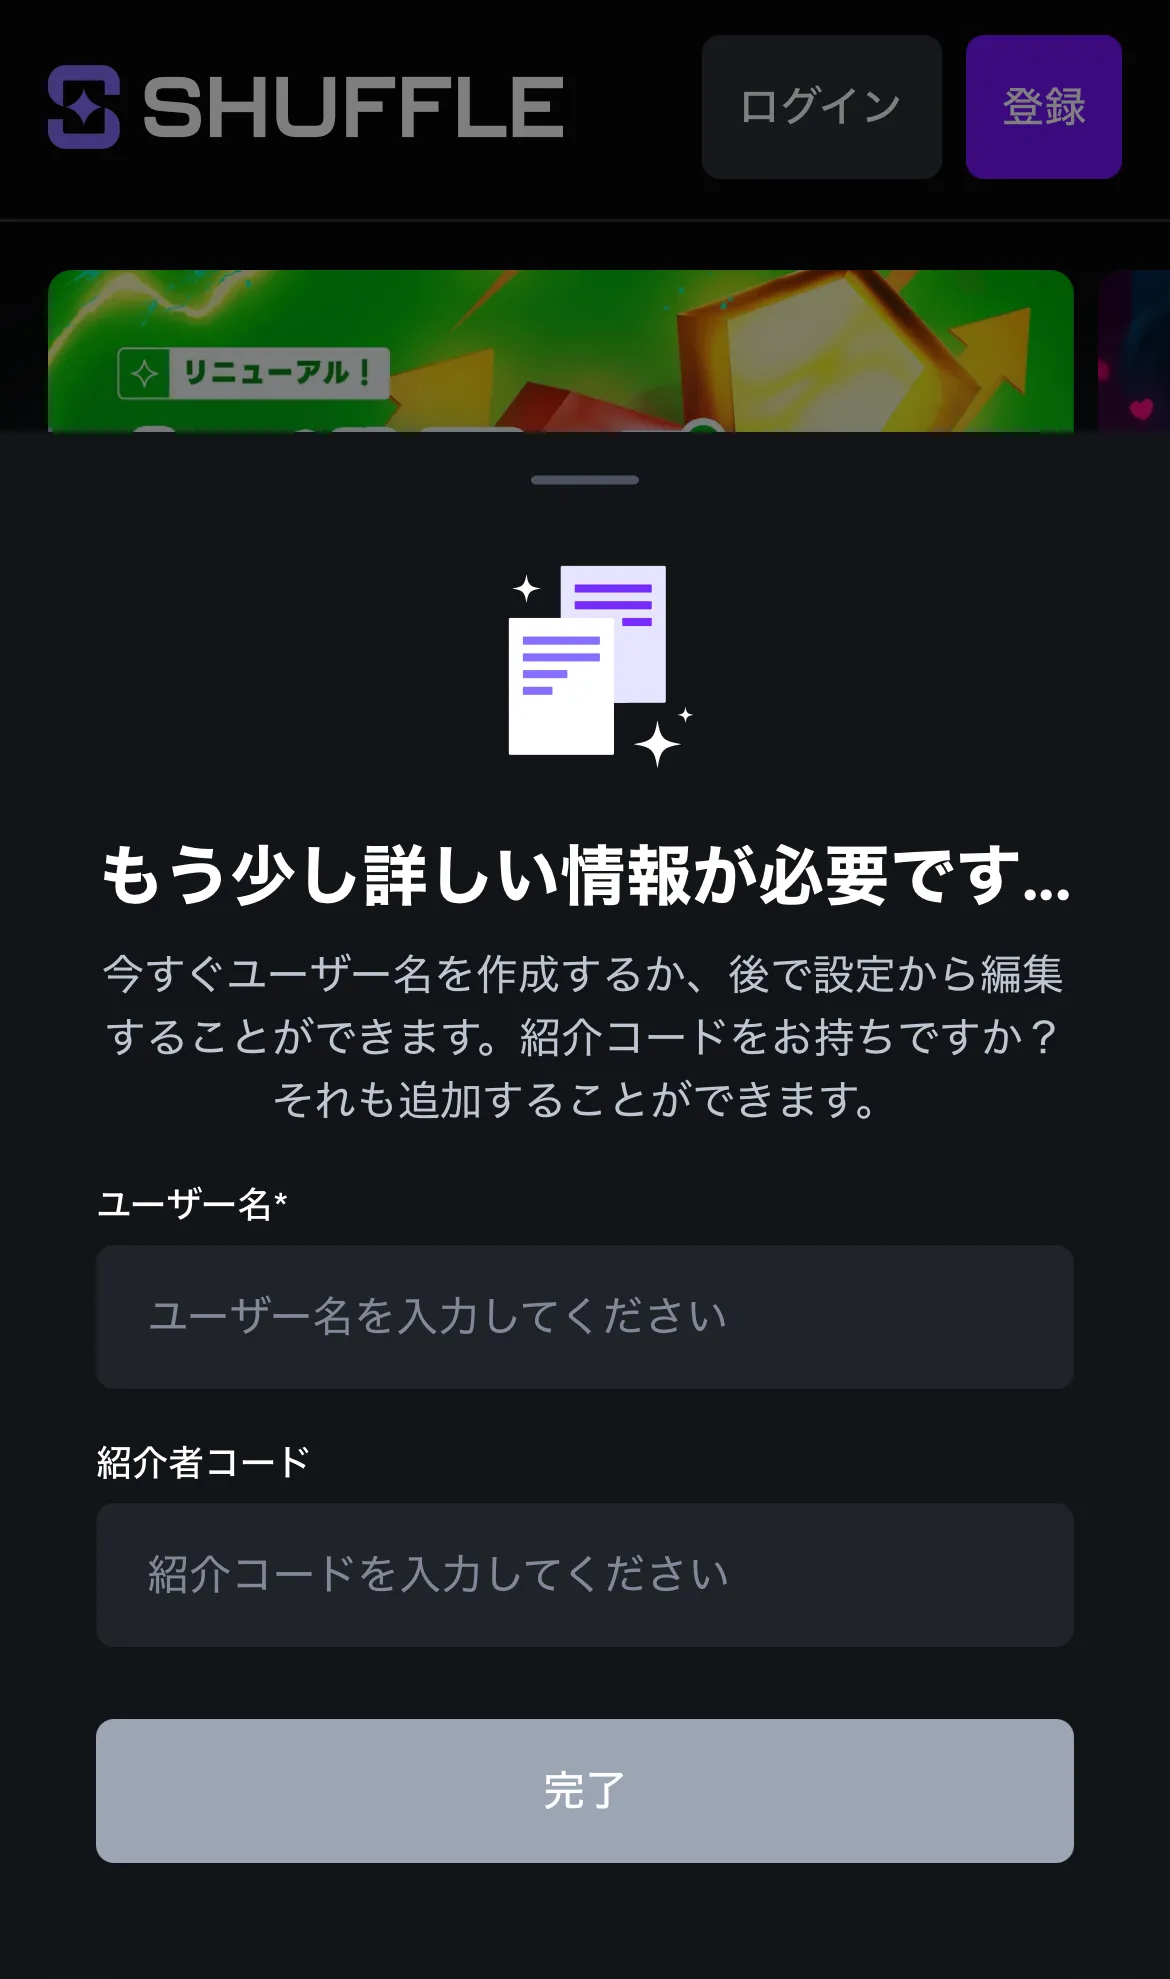 SHUFFLE
ログイン
登録
リニューアル！
もう少し詳しい情報が必要です...
今すぐユーザー名を作成するか、後で設定から編集
することができます。紹介コードをお持ちですか？
それも追加することができます。
ユーザー名*
ユーザー名を入力してください
紹介者コード
紹介コードを入力してください
完了